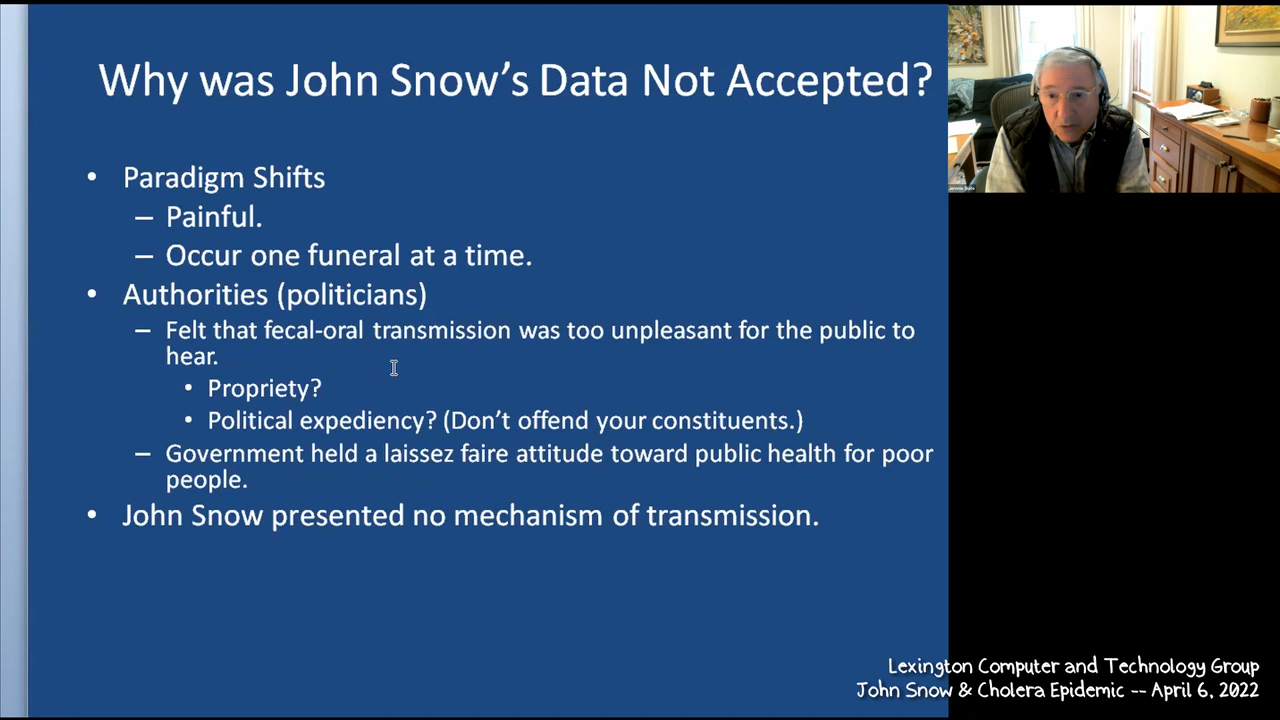 Why was John Snow's Data Not Accepted?
• Paradigm Shifts
– Painful.
– Occur one funeral at a time.
• Authorities (politicians)
– Felt that fecal-oral transmission was too unpleasant for the public to
hear.
• Propriety?
• Political expediency? (Don't offend your constituents.)
– Government held a laissez faire attitude toward public health for poor
people.
• John Snow presented no mechanism of transmission.
Lexington Computer and Technology Group
John Snow & Cholera Epidemic -- April 6, 2022